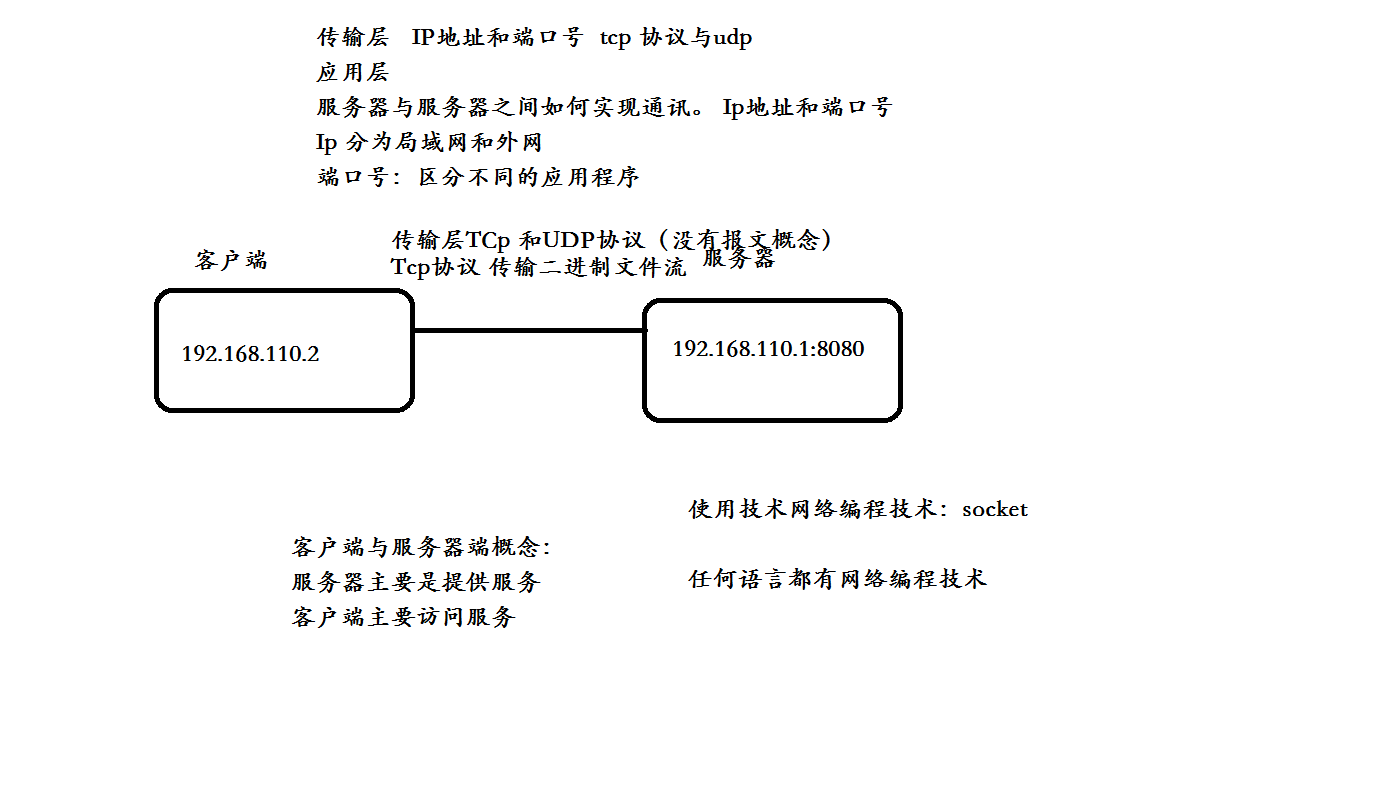 传输层 IP地址和端口号 tcp 协议与udp
应用层
服务器与服务器之间如何实现通讯。 Ip地址和端口号
Ip 分为局域网和外网
端口号： 区分不同的应用程序
传输层TCp 和UDP协议（没有报文概念）
客户端
Tcp协议 传输二进制文件流
服务器
192.168.110.2
192.168.110.1:8080
使用技术网络编程技术：socket
客户端与服务器端概念：
任何语言都有网络编程技术
服务器主要是提供服务
客户端主要访问服务